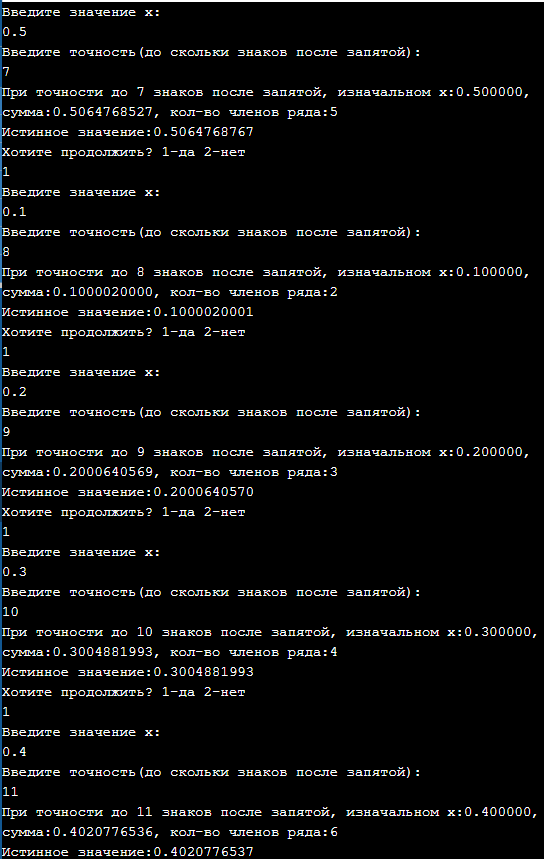 Введите значение x:
0.5
Введите точность(до скольки знаков после запятой):
7
При точности до 7 знаков после запятой, изначальном x:0.500000,
сумма:0.5064768527, кол-во членов ряда:5
Истинное значение:0.5064768767
Хотите продолжить? 1-да 2-нет
1
Введите значение x:
0.1
Введите точность(до скольки знаков после запятой):
8
При точности до 8 знаков после запятой, изначальном x:0.100000,
сумма:0.1000020000, кол-во членов ряда:2
Истинное значение:0.1000020001
Хотите продолжить? 1-да 2-нет
1
Введите значение x:
0.2
Введите точность(до скольки знаков после запятой):
9
При точности до 9 знаков после запятой, изначальном x:0.200000,
сумма:0.2000640569, кол-во членов ряда:3
Истинное значение:0.2000640570
Хотите продолжить? 1-да 2-нет
1
Введите значение x:
0.3
Введите точность(до скольки знаков после запятой):
10
При точности до 10 знаков после запятой, изначальном x:0.300000,
сумма:0.3004881993, кол-во членов ряда:4
Истинное значение:0.3004881993
Хотите продолжить? 1-да 2-нет
1
Введите значение x:
0.4
Введите точность(до скольки знаков после запятой):
11
При точности до 11 знаков после запятой, изначальном x:0.400000,
сумма:0.4020776536, кол-во членов ряда:6
Истинное значение:0.4020776537